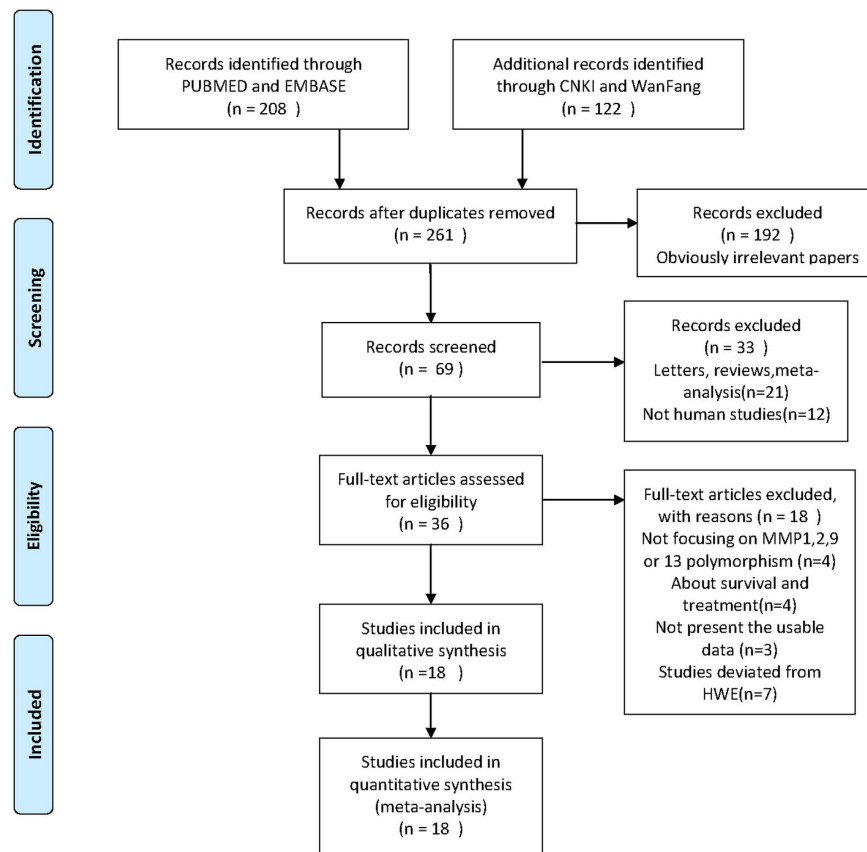 Identification
Records identified through
PUBMED and EMBASE
(n = 208 )
Additional records identified
through CNKI and WanFang
(n = 122 )
Records after duplicates removed
(n = 261 )
Records excluded
(n = 192 )
Obviously irrelevant papers
Screening
Records screened
(n = 69 )
Records excluded
(n = 33 )
Letters, reviews,meta-
analysis(n=21)
Not human studies(n=12)
Eligibility
Full-text articles assessed
for eligibility
(n = 36 )
Full-text articles excluded,
with reasons (n = 18 )
Not focusing on MMP1,2,9
or 13 polymorphism (n=4)
About survival and
treatment(n=4)
Not present the usable
data (n=3)
Studies deviated from
HWE(n=7)
Included
Studies included in
qualitative synthesis
(n =18 )
Studies included in
quantitative synthesis
(meta-analysis)
(n = 18 )